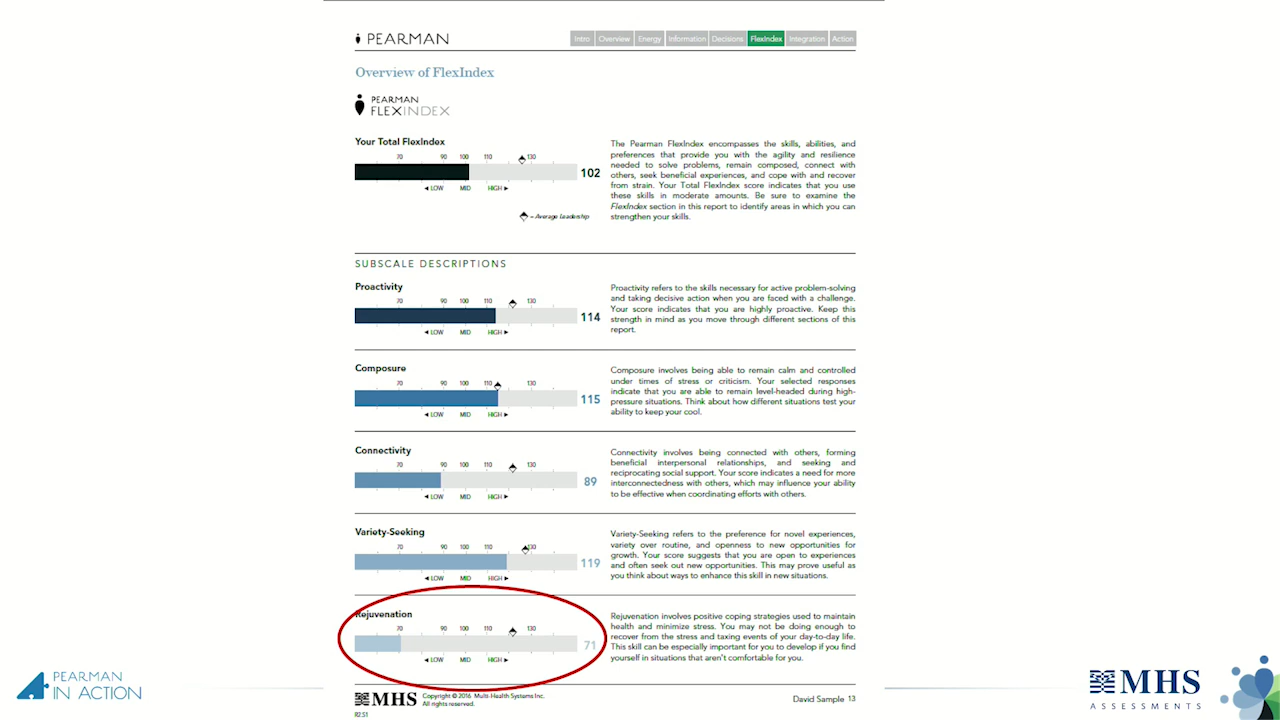 PEARMAN
Intro Overview Energy Information Decisions FlexIndex Integration Action
Overview of FlexIndex
PEARMAN
FLEXINDEX
Your Total FlexIndex
70 90 100 110 130
102
◄ LOW MID HIGH ►
= Average Leadership
The Pearman FlexIndex encompasses the skills, abilities, and
preferences that provide you with the agility and resilience
needed to solve problems, remain composed, connect with
others, seek beneficial experiences, and cope with and recover
from strain. Your Total FlexIndex score indicates that you use
these skills in moderate amounts. Be sure to examine the
FlexIndex section in this report to identify areas in which you can
strengthen your skills.
SUBSCALE DESCRIPTIONS
Proactivity
70 90 100 110 130
114
◄ LOW MID HIGH ►
Proactivity refers to the skills necessary for active problem-solving
and taking decisive action when you are faced with a challenge.
Your score indicates that you are highly proactive. Keep this
strength in mind as you move through different sections of this
report.
Composure
70 90 100 110 130
115
◄ LOW MID HIGH ►
Composure involves being able to remain calm and controlled
under times of stress or criticism. Your selected responses
indicate that you are able to remain level-headed during high-
pressure situations. Think about how different situations test your
ability to keep your cool.
Connectivity
70 90 100 110 130
89
◄ LOW MID HIGH ►
Connectivity involves being connected with others, forming
beneficial interpersonal relationships, and seeking and
reciprocating social support. Your score indicates a need for more
interconnectedness with others, which may influence your ability
to be effective when coordinating efforts with others.
Variety-Seeking
70 90 100 110 130
119
◄ LOW MID HIGH ►
Variety-Seeking refers to the preference for novel experiences,
variety over routine, and openness to new opportunities for
growth. Your score suggests that you are open to experiences
and often seek out new opportunities. This may prove useful as
you think about ways to enhance this skill in new situations.
Rejuvenation
70 90 100 110 130
71
◄ LOW MID HIGH ►
Rejuvenation involves positive coping strategies used to maintain
health and minimize stress. You may not be doing enough to
recover from the stress and taxing events of your day-to-day life.
This skill can be especially important for you to develop if you find
yourself in situations that aren't comfortable for you.
MHS Copyright © 2016 Multi-Health Systems Inc.
All rights reserved.
David Sample 13
R2.S1
PEARMAN
IN ACTION
MHS
ASSESSMENTS